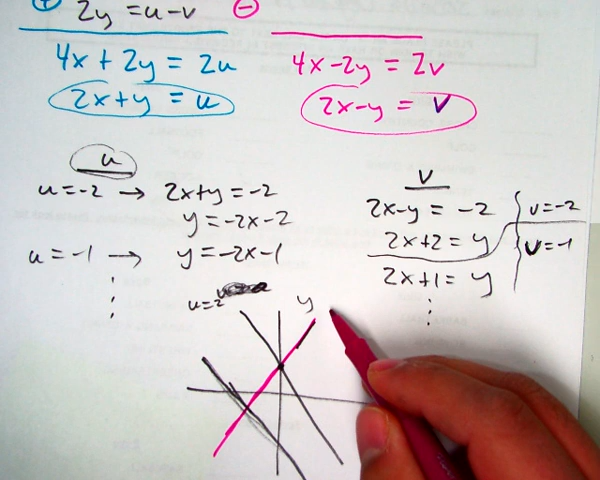 2y = u-v
4x + 2y = 2u
2x+y = u
4x-2y = 2v
2x-y = v
u
u=-2 → 2x+y = -2
y = -2x-2
u = -1 → y = -2x-1
v
2x-y = -2
v=-2
2x+2 = y
v=-1
2x+1 = y
u=2
y